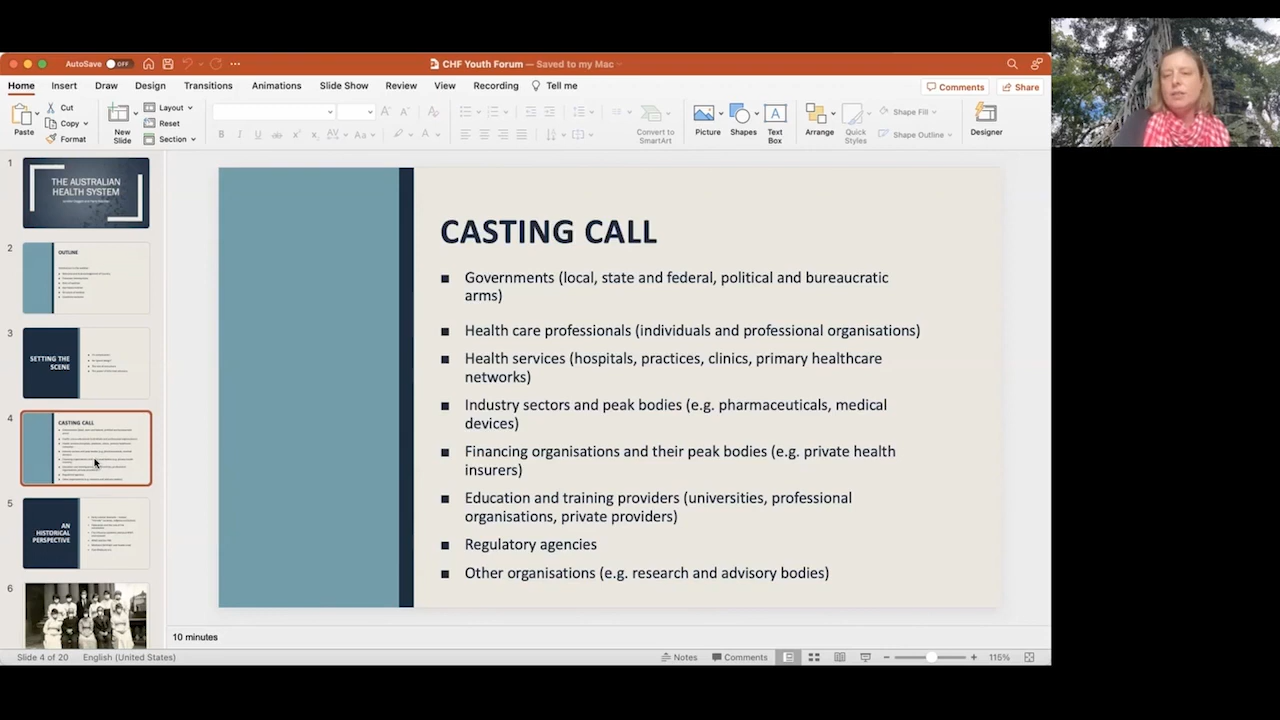 AutoSave
OFF
CHF Youth Forum — Saved to my Mac
Home
Insert
Draw
Design
Transitions
Animations
Slide Show
Review
View
Recording
Tell me
Comments
Share
Paste
Cut
Copy
Format
New
Slide
Layout
Reset
Section
B
I
U
Convert to
SmartArt
Picture
Shapes
Text
Box
Arrange
Quick
Styles
Shape Fill
Shape Outline
Designer
1
THE AUSTRALIAN
HEALTH SYSTEM
2
OUTLINE
3
SETTING THE
SCENE
4
CASTING CALL
5
AN
HISTORICAL
PERSPECTIVE
6
CASTING CALL
Governments (local, state and federal, political and bureaucratic
arms)
Health care professionals (individuals and professional organisations)
Health services (hospitals, practices, clinics, primary healthcare
networks)
Industry sectors and peak bodies (e.g. pharmaceuticals, medical
devices)
Financing organisations and their peak bodies (e.g. private health
insurers)
Education and training providers (universities, professional
organisations, private providers)
Regulatory agencies
Other organisations (e.g. research and advisory bodies)
10 minutes
Slide 4 of 20
English (United States)
Notes
Comments
115%